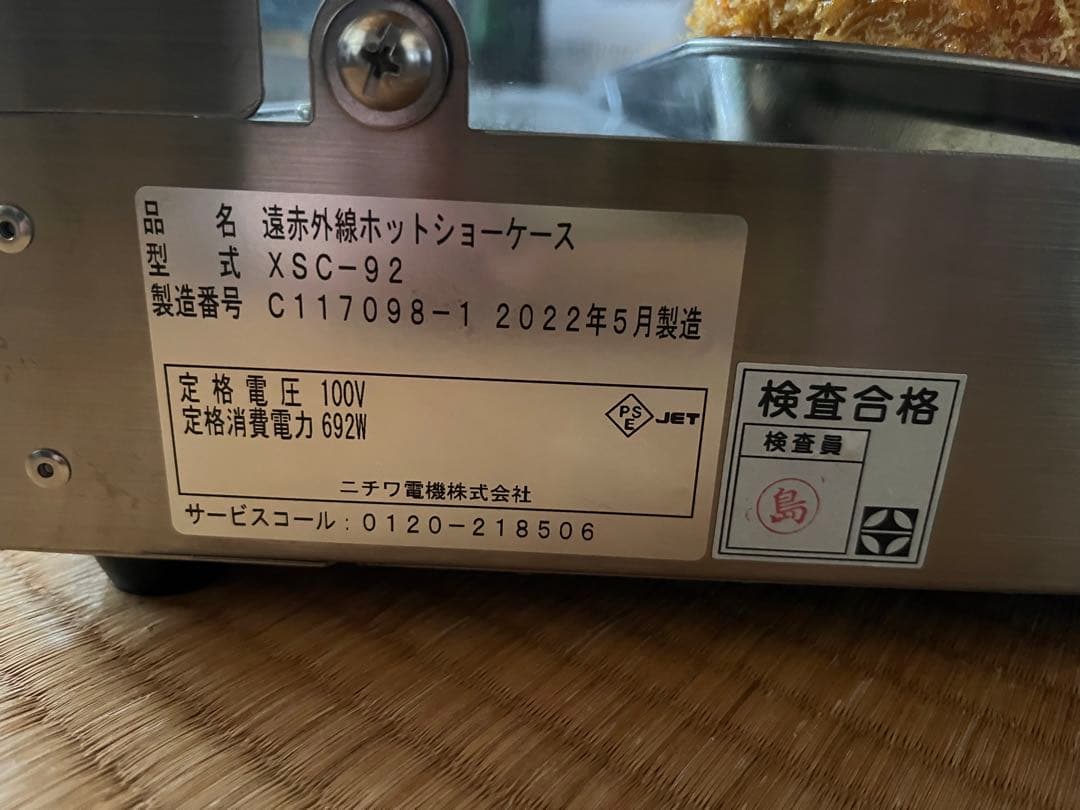 品名 遠赤外線ホットショーケース
型式 XSC-92
製造番号 C117098-1 2022年5月製造
定格電圧 100V
定格消費電力 692W
PSE JET
ニチワ電機株式会社
サービスコール:0120-218506
検査合格
検査員
島